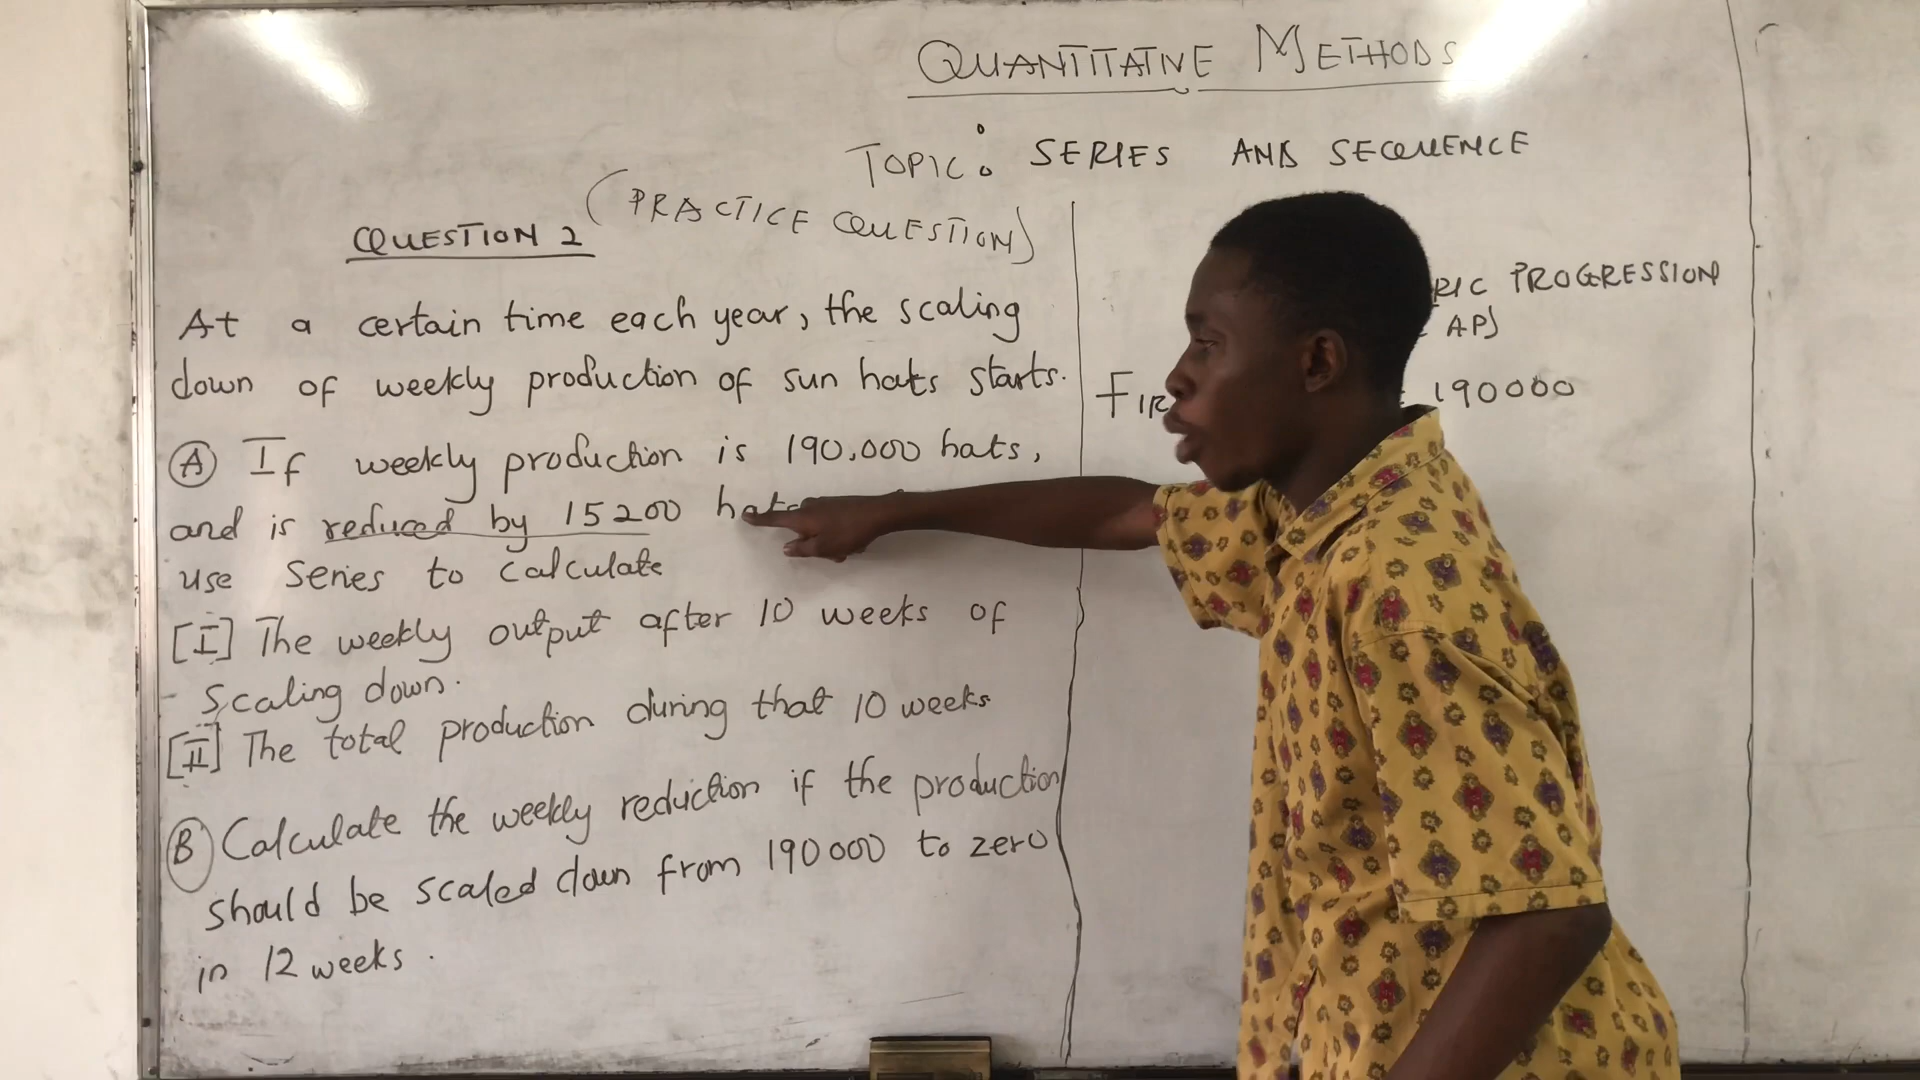 QUANTITATIVE METHODS
TOPIC: SERIES AND SEQUENCE
(PRACTICE QUESTION)
QUESTION 2
At a certain time each year, the scaling
down of weekly production of sun hats starts.
(A) If weekly production is 190,000 hats,
and is reduced by 15200 hats
use Series to calculate
[I] The weekly output after 10 weeks of
scaling down.
[II] The total production during that 10 weeks
(B) Calculate the weekly reduction if the production
should be scaled down from 190000 to zero
in 12 weeks.
RIC PROGRESSION
AP)
FIR 190000